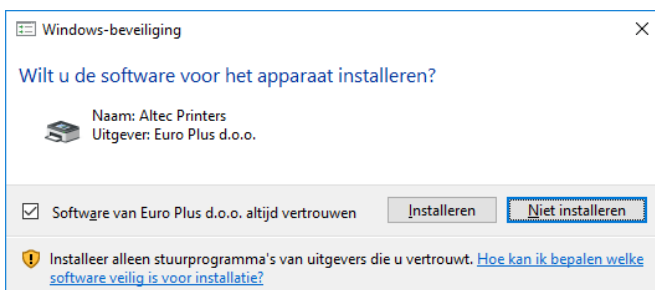 Windows-beveiliging
Wilt u de software voor het apparaat installeren?
Naam: Altec Printers
Uitgever: Euro Plus d.o.o.
Software van Euro Plus d.o.o. altijd vertrouwen Installeren Niet installeren
Installeer alleen stuurprogramma's van uitgevers die u vertrouwt. Hoe kan ik bepalen welke
software veilig is voor installatie?